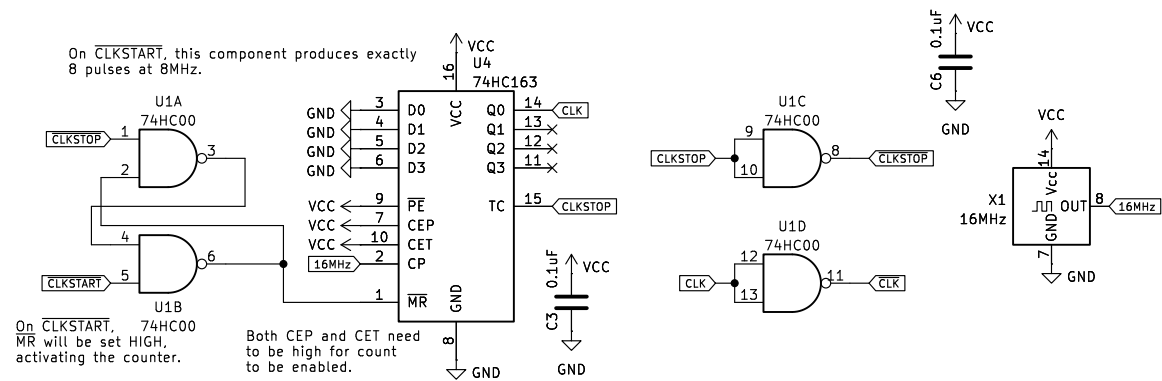 On CLKSTART, this component produces exactly
8 pulses at 8MHz.
U1A
74HC00
CLKSTOP
1
2
3
4
5
6
CLKSTART
U1B
74HC00
On CLKSTART,
MR will be set HIGH,
activating the counter.
VCC
U4
74HC163
16
VCC
GND 3 D0
GND 4 D1
GND 5 D2
GND 6 D3
VCC 9 PE
VCC 7 CEP
VCC 10 CET
16MHz 2 CP
1 MR
Q0 14 CLK
Q1 13
Q2 12
Q3 11
TC 15 CLKSTOP
GND
8
GND
Both CEP and CET need
to be high for count
to be enabled.
0.1uF
VCC
C3
GND
U1C
74HC00
CLKSTOP
9
10
8
CLKSTOP
U1D
74HC00
CLK
12
13
11
CLK
0.1uF
VCC
C6
GND
VCC
14
Vcc
X1
16MHz
OUT
8
16MHz
GND
7
GND